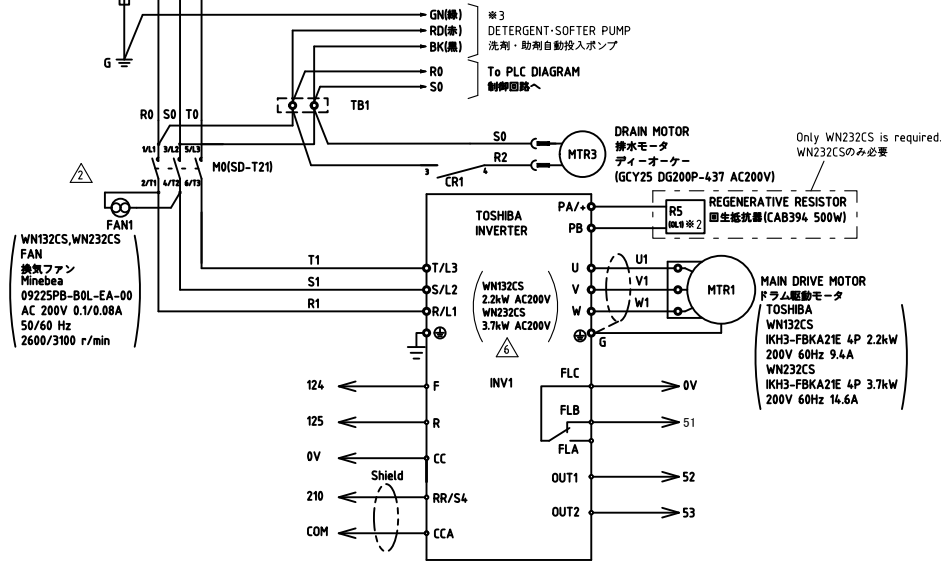 GN(緑)
RD(赤)
BK(黒)
※3
DETERGENT·SOFTER PUMP
洗剤・助剤自動投入ポンプ
G
R0
S0
To PLC DIAGRAM
制御回路へ
TB1
R0 S0 T0
1/L1 3/L2 5/L3
M0(SD-T21)
2/T1 4/T2 6/T3
2
FAN1
S0
R2
3 4
CR1
MTR3
DRAIN MOTOR
排水モータ
ディーオーケー
(GCY25 DG200P-437 AC200V)
Only WN232CS is required.
WN232CSのみ必要
WN132CS,WN232CS
FAN
換気ファン
Minebea
09225PB-B0L-EA-00
AC 200V 0.1/0.08A
50/60 Hz
2600/3100 r/min
T1
S1
R1
TOSHIBA
INVERTER
T/L3
S/L2
R/L1
WN132CS
2.2kW AC200V
WN232CS
3.7kW AC200V
6
INV1
PA/+
PB
R5
(OL1)※2
REGENERATIVE RESISTOR
回生抵抗器(CAB394 500W)
U
V
W
G
U1
V1
W1
MTR1
MAIN DRIVE MOTOR
ドラム駆動モータ
TOSHIBA
WN132CS
IKH3-FBKA21E 4P 2.2kW
200V 60Hz 9.4A
WN232CS
IKH3-FBKA21E 4P 3.7kW
200V 60Hz 14.6A
124
F
125
R
0V
CC
Shield
210
RR/S4
COM
CCA
FLC
0V
FLB
51
FLA
OUT1
52
OUT2
53